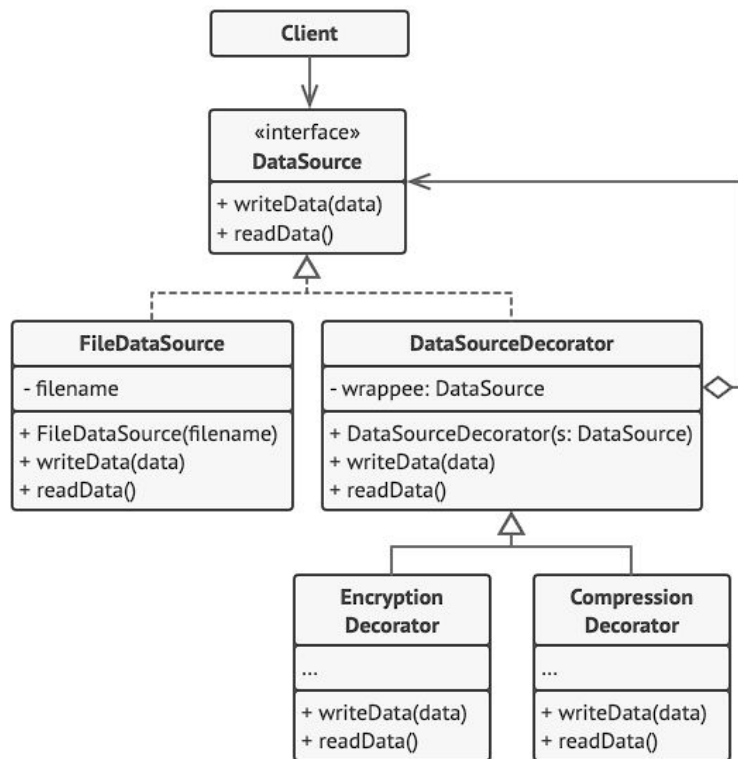 Client
«interface»
DataSource
+ writeData(data)
+ readData()
FileDataSource
- filename
+ FileDataSource(filename)
+ writeData(data)
+ readData()
DataSourceDecorator
- wrappee: DataSource
+ DataSourceDecorator(s: DataSource)
+ writeData(data)
+ readData()
Encryption
Decorator
...
+ writeData(data)
+ readData()
Compression
Decorator
...
+ writeData(data)
+ readData()